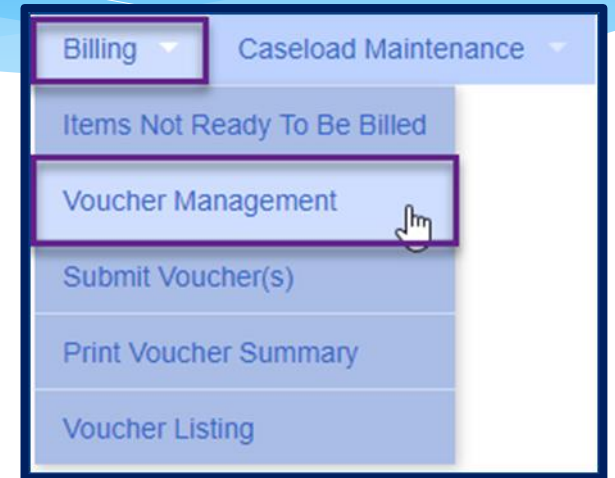 Billing Caseload Maintenance
Items Not Ready To Be Billed
Voucher Management
Submit Voucher(s)
Print Voucher Summary
Voucher Listing